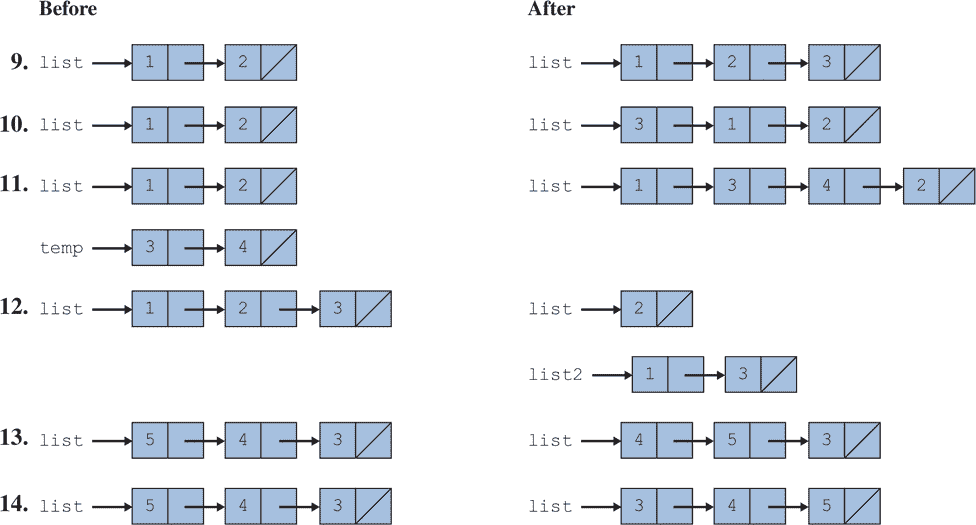 Before After
9. list 1 2 list 1 2 3
10. list 1 2 list 3 1 2
11. list 1 2 list 1 3 4 2
temp 3 4
12. list 1 2 3 list 2
list2 1 3
13. list 5 4 3 list 4 5 3
14. list 5 4 3 list 3 4 5